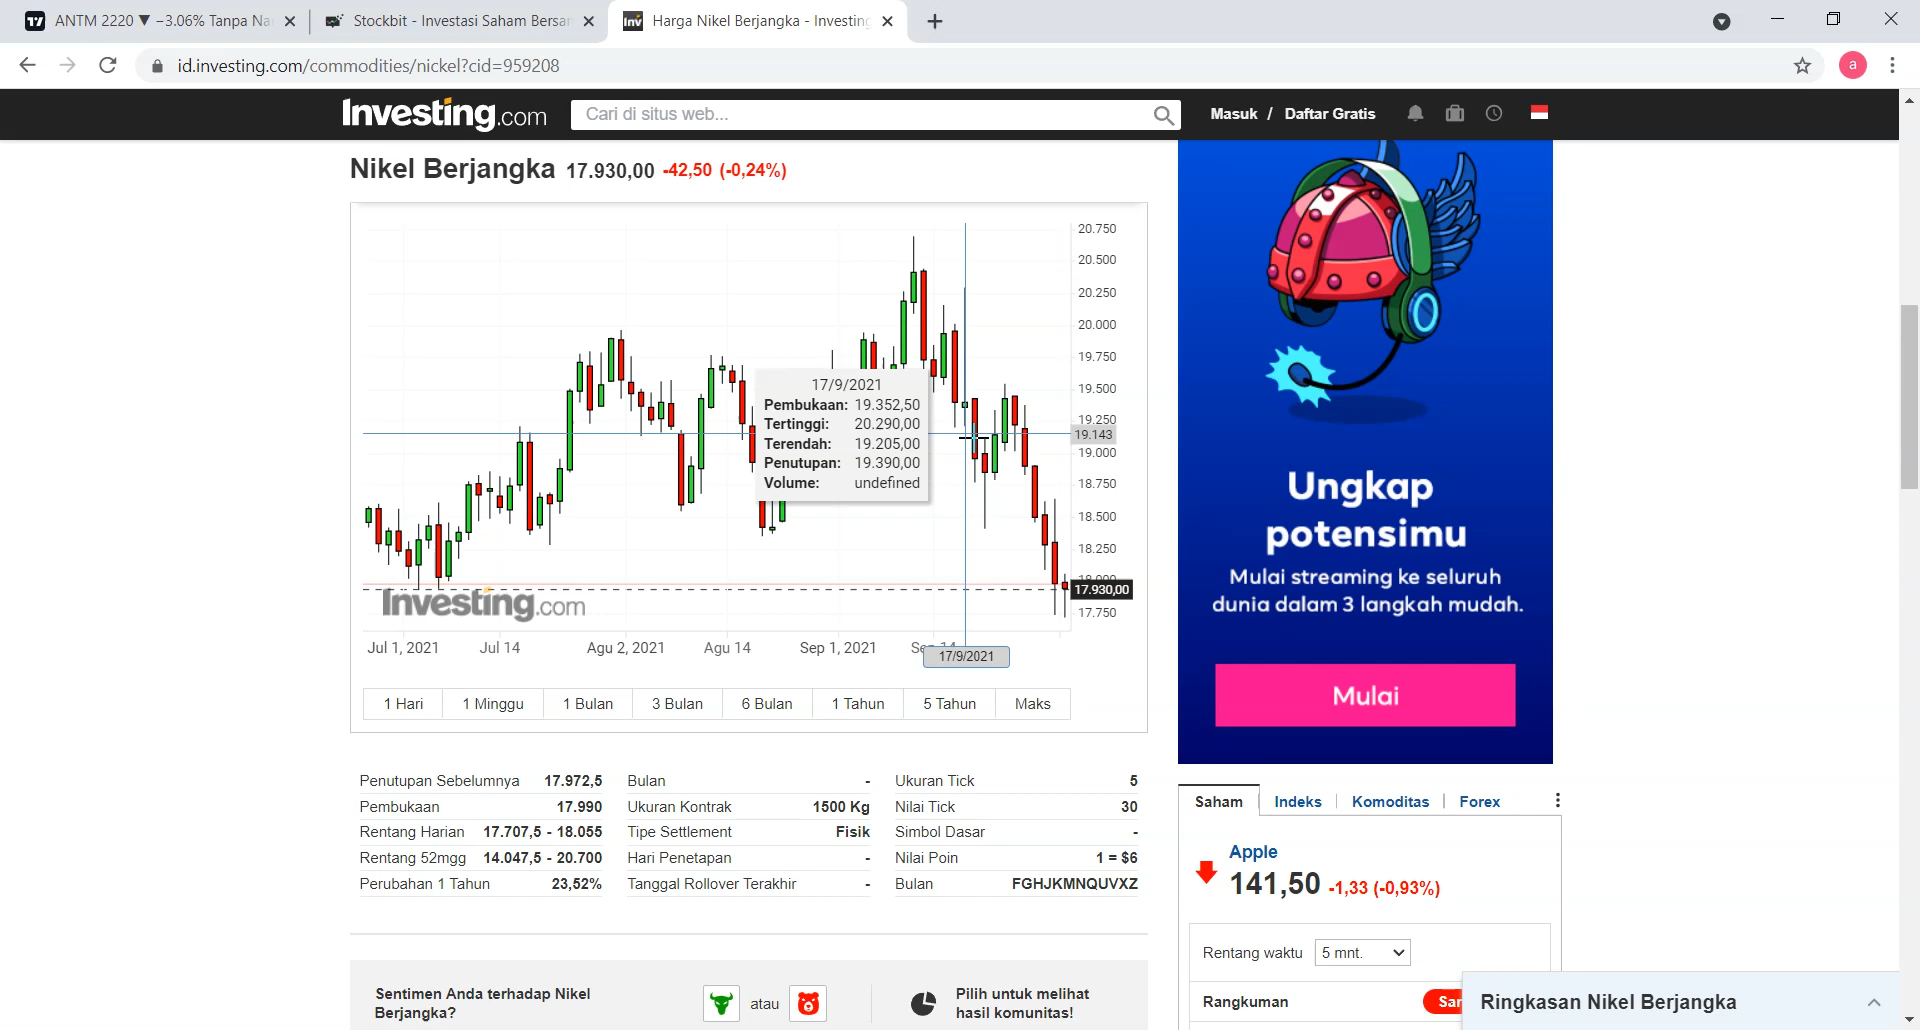 ANTM 2220 ▼ −3.06% Tanpa Na
Stockbit - Investasi Saham Bersam
Harga Nikel Berjangka - Investing
id.investing.com/commodities/nickel?cid=959208
a
Investing.com
Cari di situs web...
Masuk / Daftar Gratis
Nikel Berjangka 17.930,00 -42,50 (-0,24%)
20.750
20.500
20.250
20.000
19.750
19.500
19.250
19.143
19.000
18.750
18.500
18.250
18.000
17.930,00
17.750
17/9/2021
Pembukaan: 19.352,50
Tertinggi: 20.290,00
Terendah: 19.205,00
Penutupan: 19.390,00
Volume: undefined
Investing.com
Jul 1, 2021 Jul 14 Agu 2, 2021 Agu 14 Sep 1, 2021 Sep 14
17/9/2021
1 Hari 1 Minggu 1 Bulan 3 Bulan 6 Bulan 1 Tahun 5 Tahun Maks
Penutupan Sebelumnya 17.972,5 Bulan - Ukuran Tick 5
Pembukaan 17.990 Ukuran Kontrak 1500 Kg Nilai Tick 30
Rentang Harian 17.707,5 - 18.055 Tipe Settlement Fisik Simbol Dasar -
Rentang 52mgg 14.047,5 - 20.700 Hari Penetapan - Nilai Poin 1 = $6
Perubahan 1 Tahun 23,52% Tanggal Rollover Terakhir - Bulan FGHJKMNQUVXZ
Sentimen Anda terhadap Nikel
Berjangka?
atau
Pilih untuk melihat
hasil komunitas!
Ungkap
potensimu
Mulai streaming ke seluruh
dunia dalam 3 langkah mudah.
Mulai
Saham Indeks Komoditas Forex
Apple
141,50 -1,33 (-0,93%)
Rentang waktu 5 mnt.
Rangkuman San
Ringkasan Nikel Berjangka